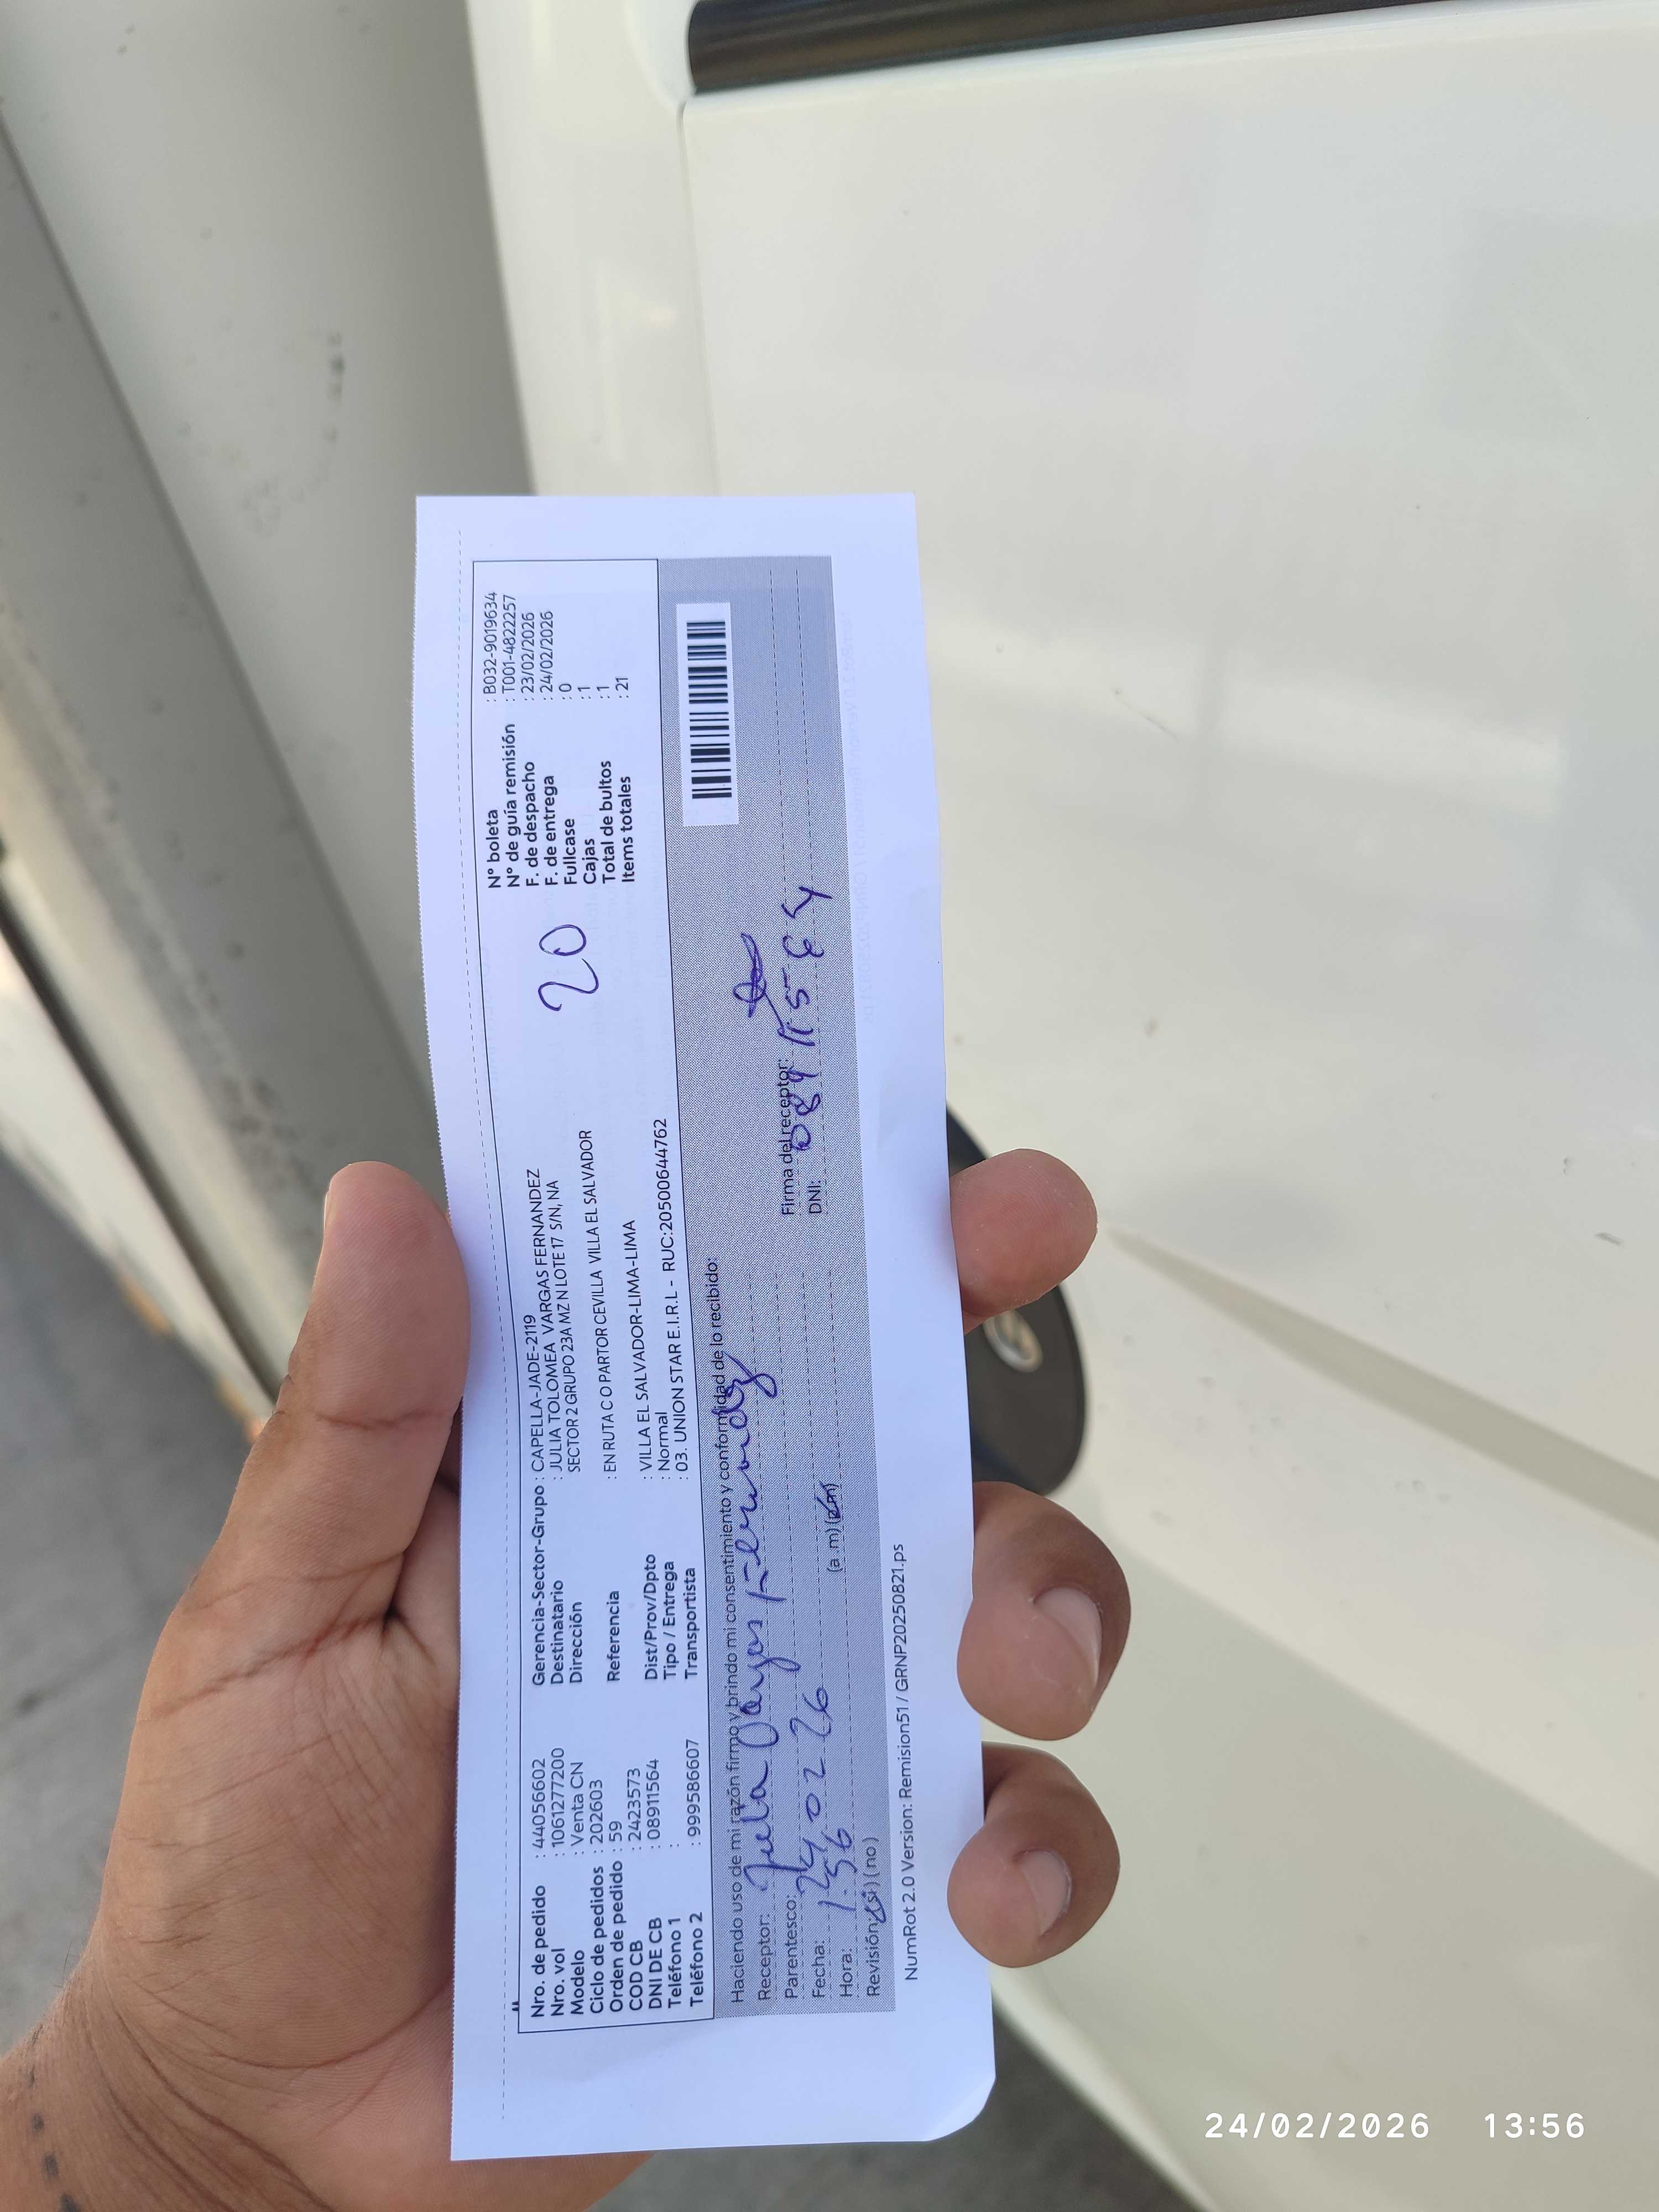 Nro. de pedido : 44056602
Nro. vol : 1061277200
Modelo : Venta CN
Ciclo de pedidos : 202603
Orden de pedido : 59
COD CB : 2423573
DNI DE CB : 08911564
Teléfono 1 :
Teléfono 2 : 999586607
Gerencia-Sector-Grupo : CAPELLA-JADE-2119
Destinatario : JULIA TOLOMEA VARGAS FERNANDEZ
Dirección SECTOR 2 GRUPO 23A MZ N LOTE 17 S/N, NA
Referencia : EN RUTA C O PARTOR CEVILLA VILLA EL SALVADOR
Dist/Prov/Dpto : VILLA EL SALVADOR-LIMA-LIMA
Tipo / Entrega : Normal
Transportista : 03. UNION STAR E.I.R.L - RUC:20500644762
20
N° boleta : B032-9019634
N° de guía remisión : T001-4822257
F. de despacho : 23/02/2026
F. de entrega : 24/02/2026
Fullcase : 0
Cajas : 1
Total de bultos : 1
Items totales : 21
Haciendo uso de mi razón firmo y brindo mi consentimiento y conformidad de lo recibido:
Receptor: Julia Vargas Fernandez
Parentesco:
Fecha: 24 02 26
Hora: 1:56 (a.m) (p.m)
Revisión: (si) (no)
Firma del receptor:
DNI: 08911564
NumRot 2.0 Version: Remision51 / GRNP20250821.ps
24/02/2026 13:56